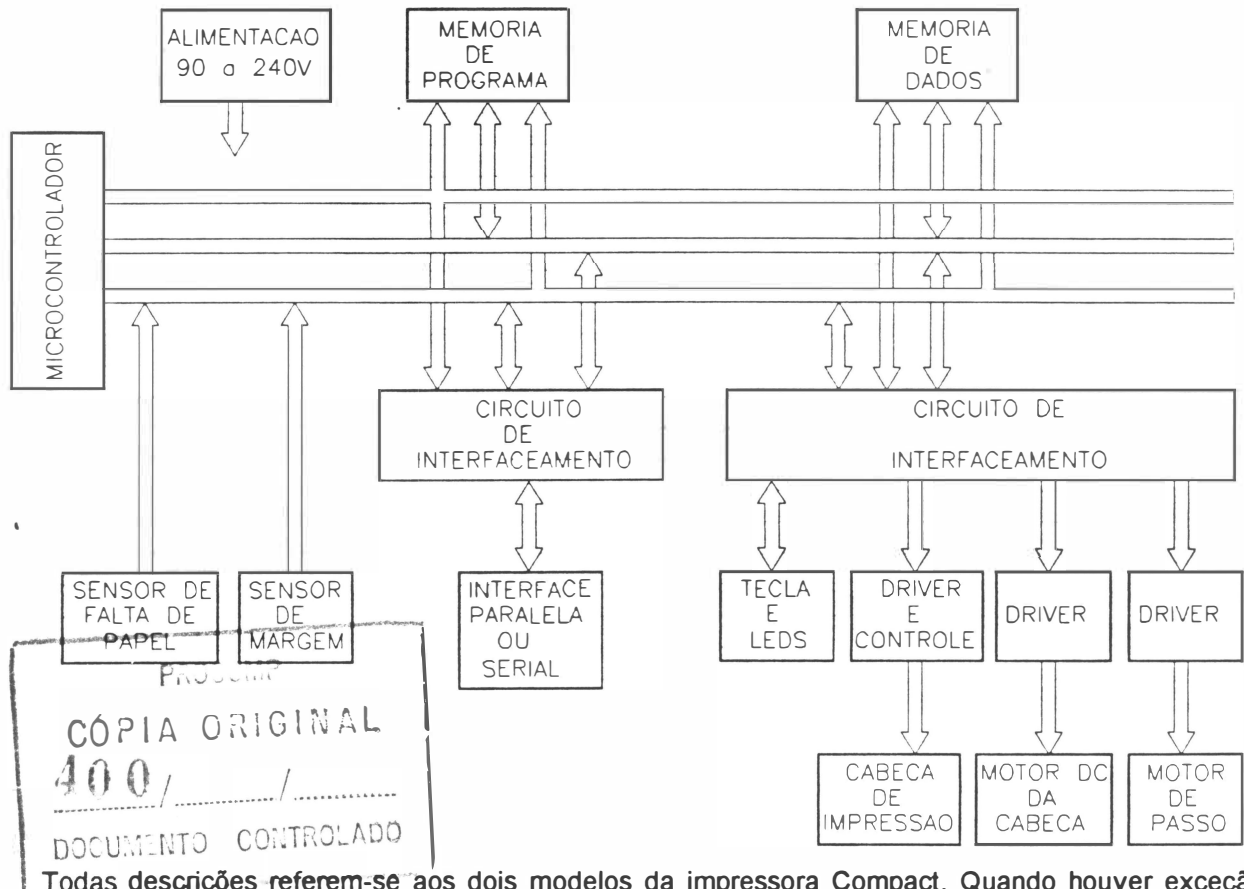 ALIMENTACAO
90 a 240V
MEMORIA
DE
PROGRAMA
MEMORIA
DE
DADOS
MICROCONTROLADOR
CIRCUITO
DE
INTERFACEAMENTO
CIRCUITO DE
INTERFACEAMENTO
SENSOR DE
FALTA DE
PAPEL
SENSOR
DE
MARGEM
INTERFACE
PARALELA
OU
SERIAL
TECLA
E
LEDS
DRIVER
E
CONTROLE
DRIVER
DRIVER
CABECA
DE
IMPRESSAO
MOTOR DC
DA
CABECA
MOTOR
DE
PASSO
CÓPIA ORIGINAL
400 / /
DOCUMENTO CONTROLADO
Todas descrições referem-se aos dois modelos da impressora Compact. Quando houver